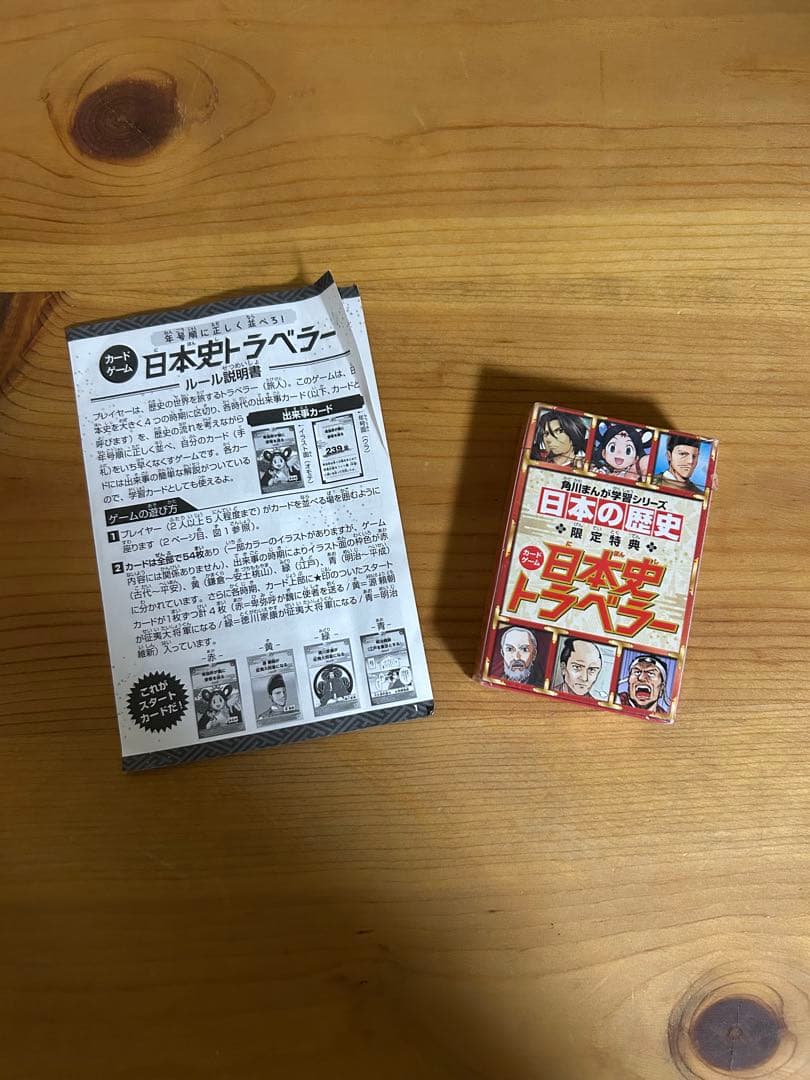 年号順に正しく並べろ!
カードゲーム
日本史トラベラー
ルール説明書
プレイヤーは、歴史の世界を旅するトラベラー(旅人)。このゲームは、日
本史を大きく4つの時期に区切り、各時代の出来事カード(以下、カードと
呼びます)を、歴史の流れを考えながら
年号順に正しく並べ、自分のカード(手
札)をいち早くなくすゲームです。各カー
ドには出来事の簡単な解説がついている
ので、学習カードとしても使えるよ。
出来事カード
イラスト面(オモテ)
239年
ゲームの遊び方
1 プレイヤー(2人以上5人程度まで)がカードを並べる場を囲むように
座ります(2ページ目、図1参照)。
2 カードは全部で54枚あり(一部カラーのイラストがありますが、ゲーム
内容には関係ありません)、出来事の時期によりイラスト面の枠色が赤
(古代~平安)、黄(鎌倉~安土桃山)、緑(江戸)、青(明治~平成)
に分かれています。さらに各時期、カード上部に★印のついたスタート
カードが1枚ずつ計4枚(赤=卑弥呼が魏に使者を送る/黄=源頼朝
が征夷大将軍になる/緑=徳川家康が征夷大将軍になる/青=明治
維新)入っています。
これが
スタート
カードだ!
-赤-
-黄-
-緑-
-青-
1
角川まんが学習シリーズ
日本の歴史
限定特典
カードゲーム
日本史
トラベラー